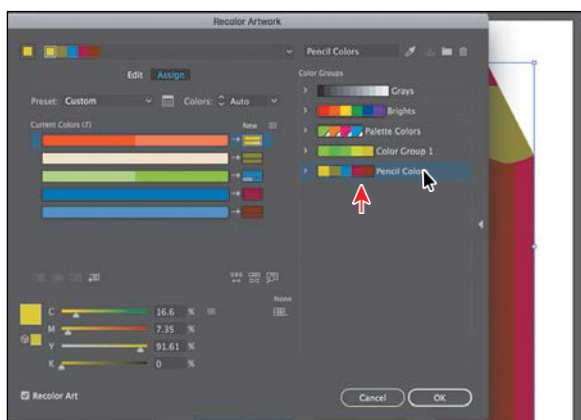 Recolor Artwork
Pencil Colors
Edit Assign
Color Groups
Preset: Custom Colors: Auto
Grays
Brights
Palette Colors
Color Group 1
Pencil Colors
Current Colors (7) New
None
C 16.6 %
M 7.35 %
Y 91.61 %
K 0 %
Recolor Art
Cancel OK